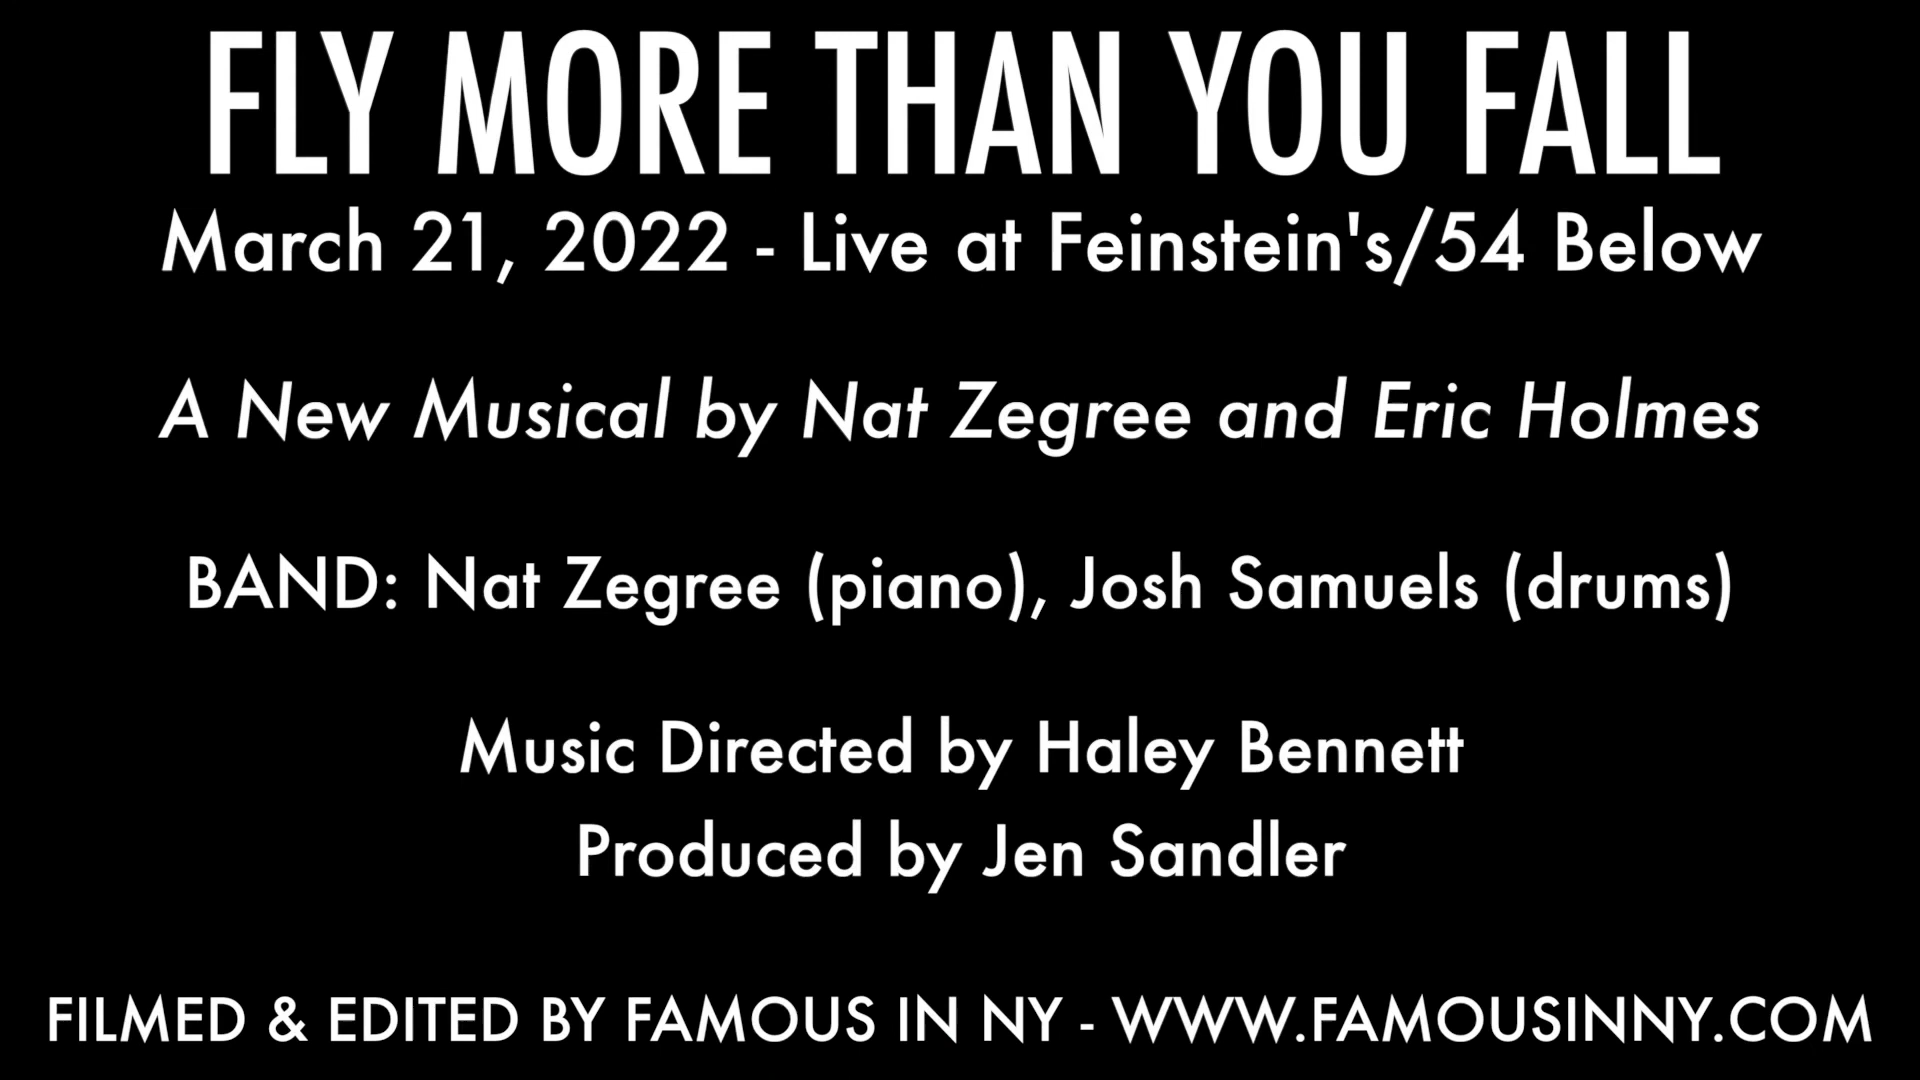 FLY MORE THAN YOU FALL
March 21, 2022 - Live at Feinstein's/54 Below
A New Musical by Nat Zegree and Eric Holmes
BAND: Nat Zegree (piano), Josh Samuels (drums)
Music Directed by Haley Bennett
Produced by Jen Sandler
FILMED & EDITED BY FAMOUS IN NY - WWW.FAMOUSINNY.COM